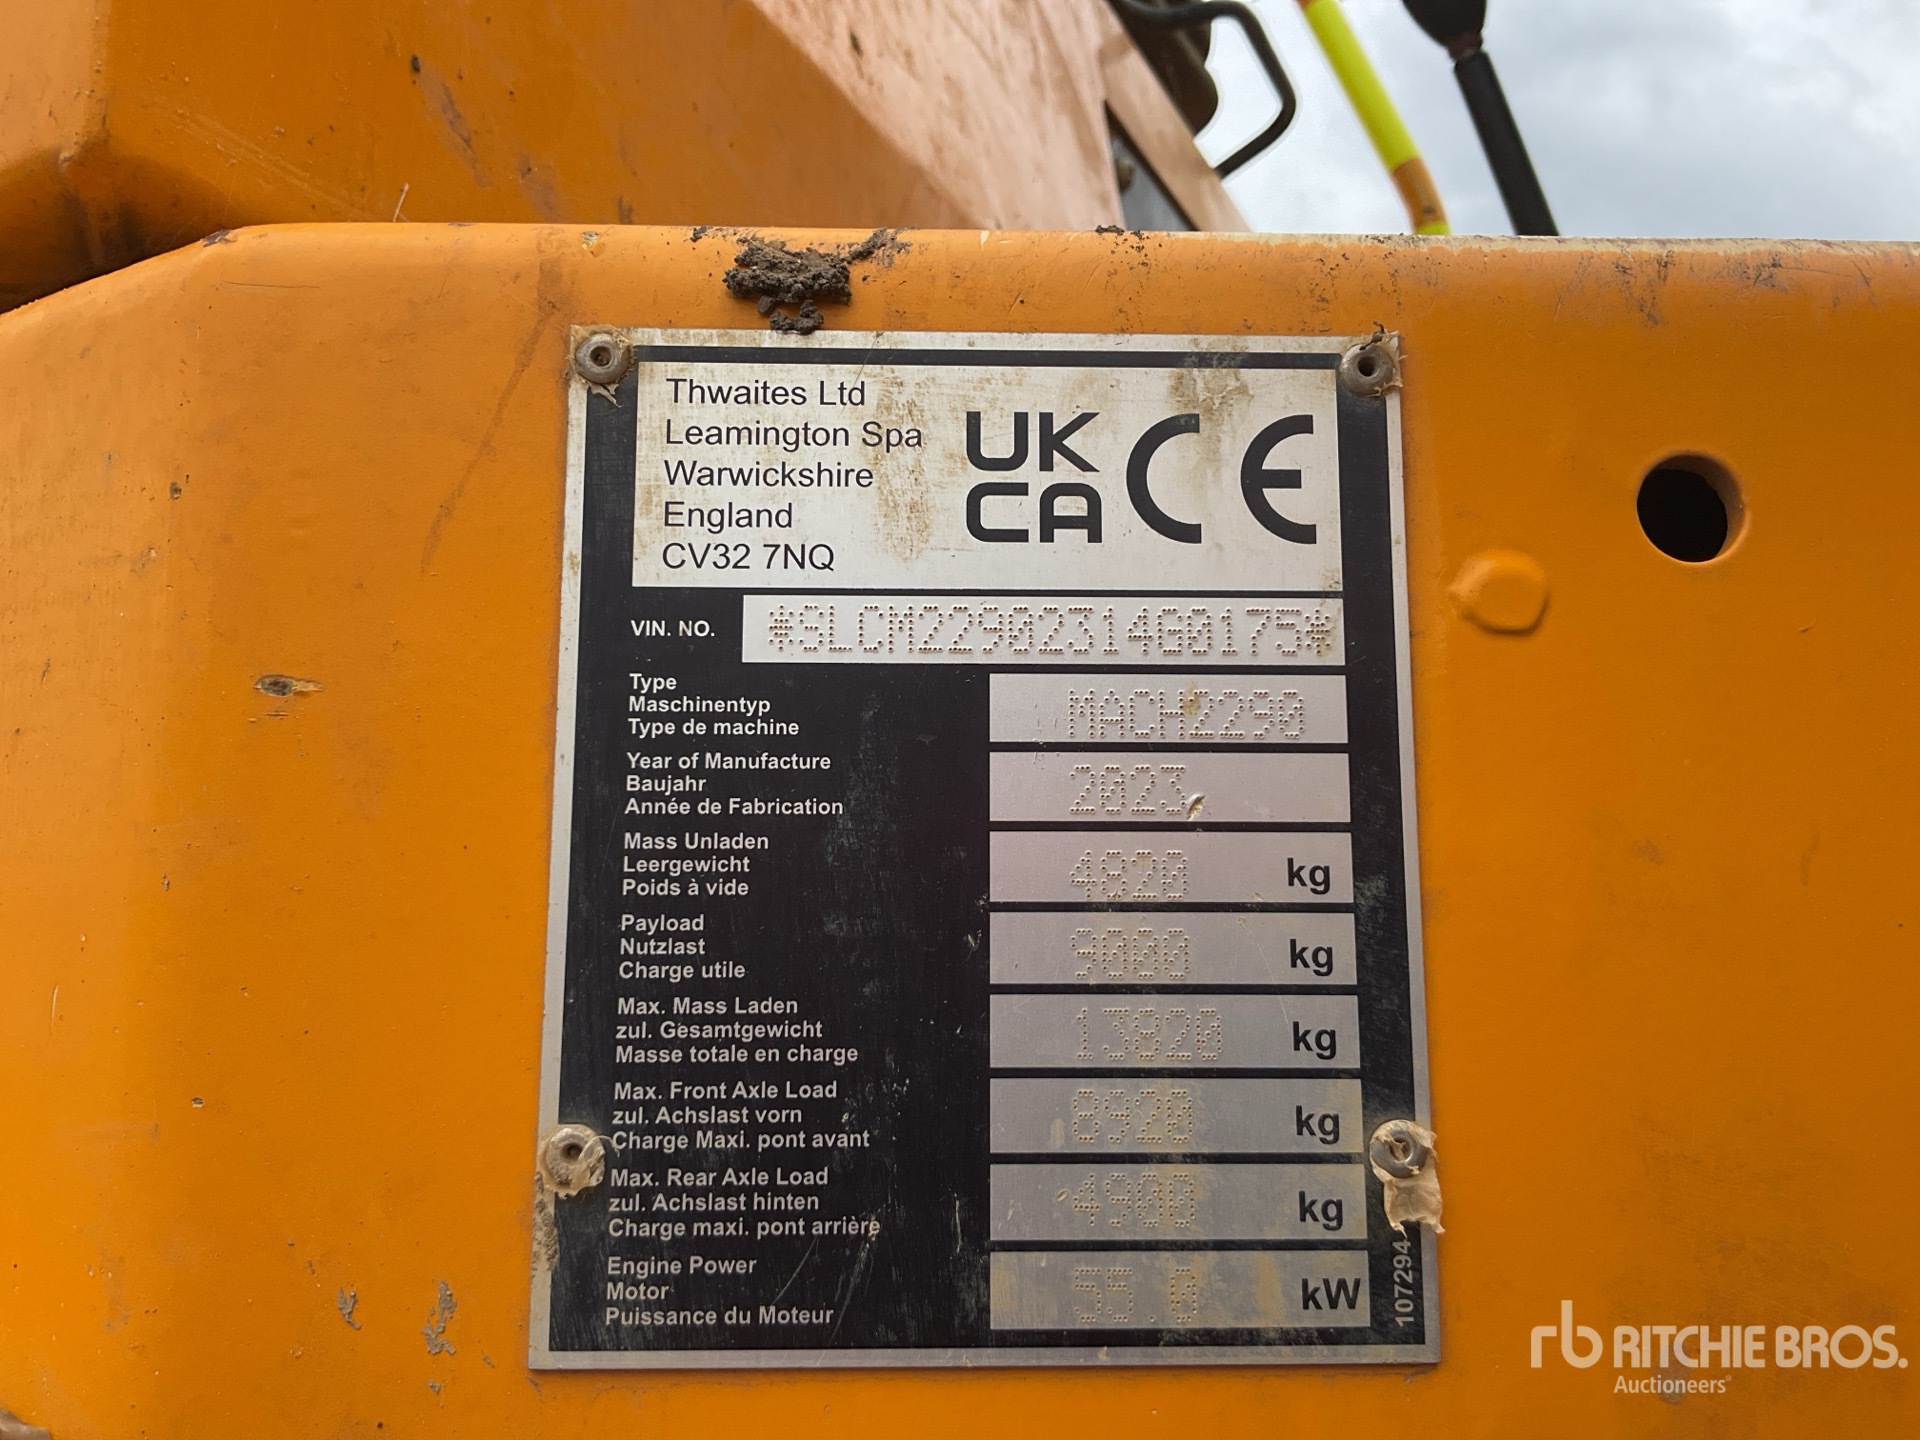 Thwaites Ltd
Leamington Spa
Warwickshire
England
CV32 7NQ
UK
CA
CE
VIN. NO. *SLCM22902314G0175*
Type
Maschinentyp
Type de machine
MACH2290
Year of Manufacture
Baujahr
Année de Fabrication
2023
Mass Unladen
Leergewicht
Poids à vide
4820 kg
Payload
Nutzlast
Charge utile
9000 kg
Max. Mass Laden
zul. Gesamtgewicht
Masse totale en charge
13820 kg
Max. Front Axle Load
zul. Achslast vorn
Charge Maxi. pont avant
8920 kg
Max. Rear Axle Load
zul. Achslast hinten
Charge maxi. pont arrière
4900 kg
Engine Power
Motor
Puissance du Moteur
55.0 kW
107294
rb RITCHIE BROS.
Auctioneers